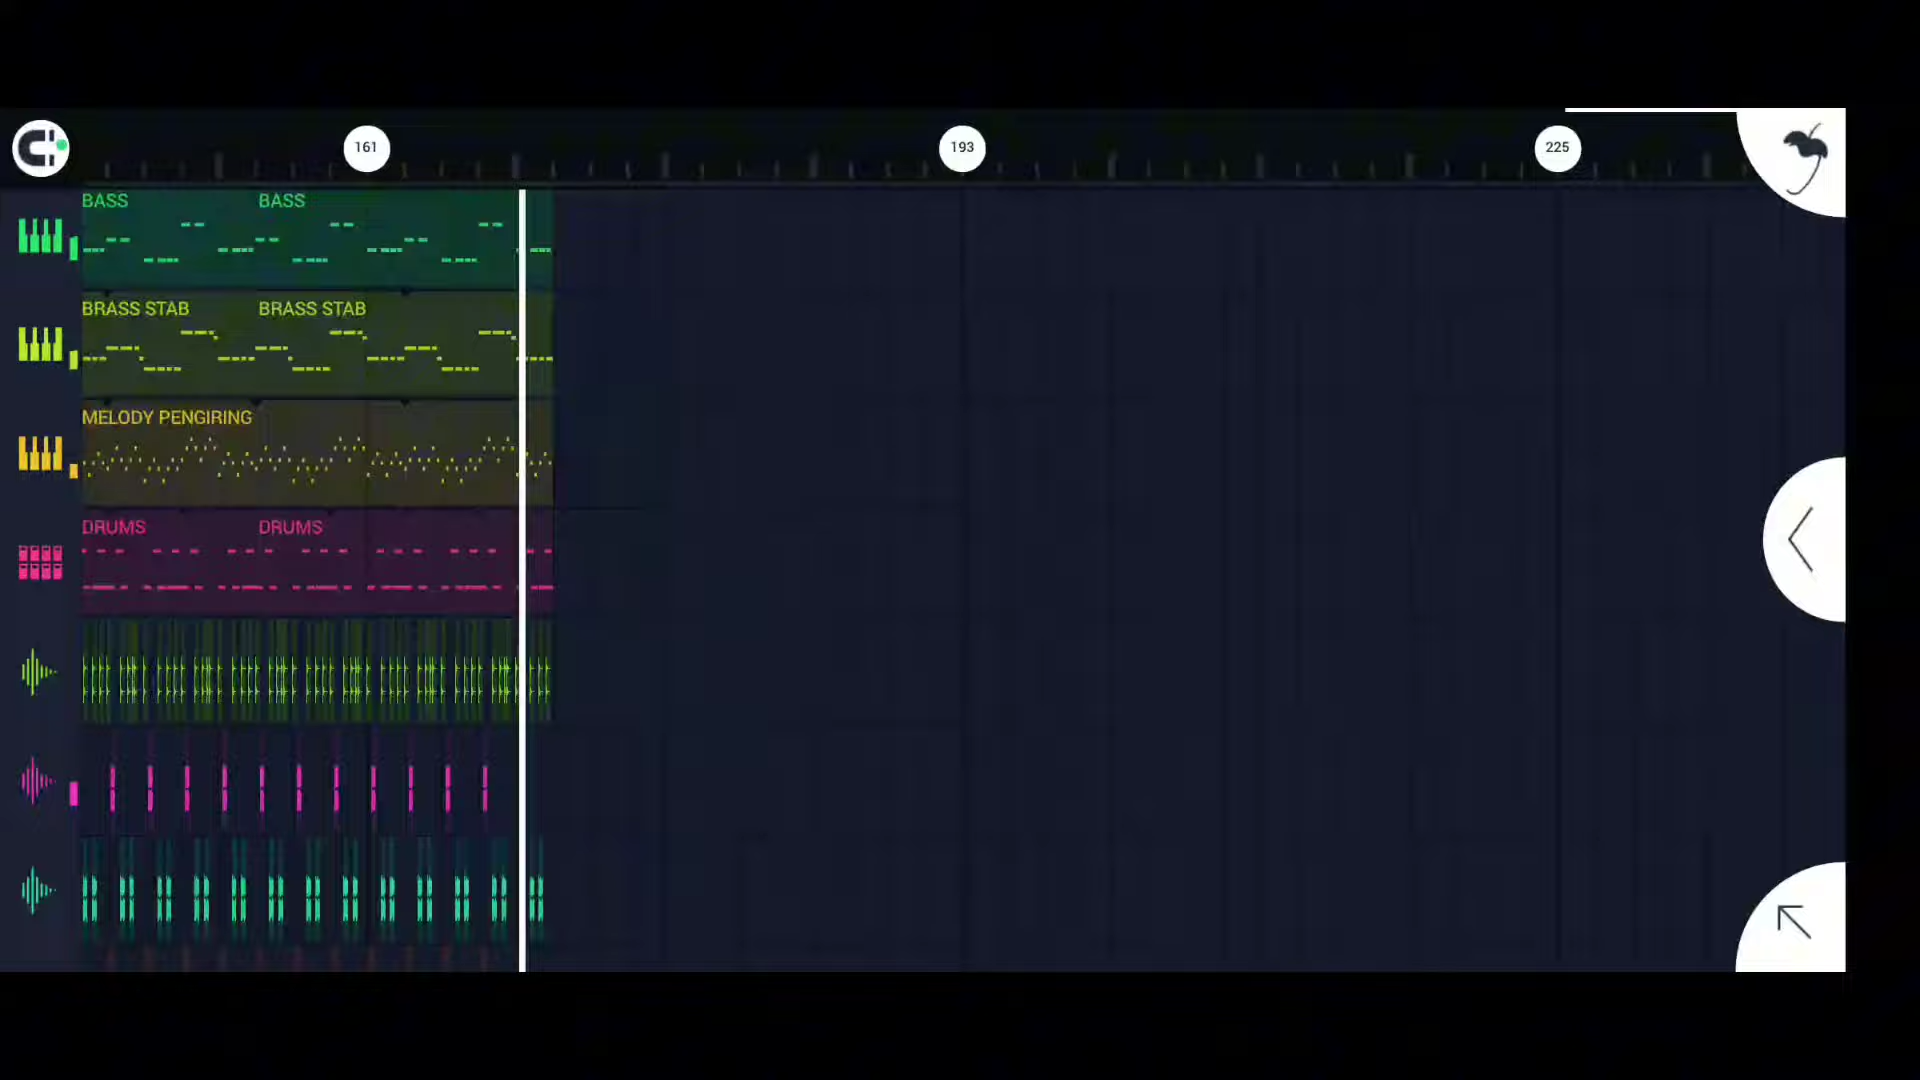 161 193 225
BASS BASS
BRASS STAB BRASS STAB
MELODY PENGIRING
DRUMS DRUMS